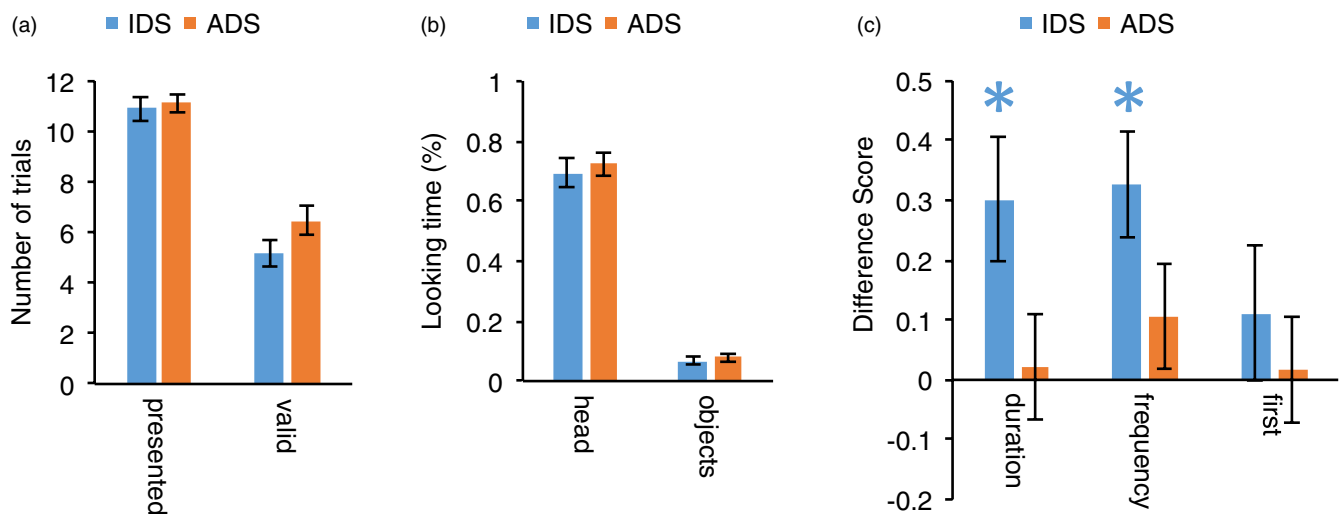 (a)
IDS ADS
Number of trials
12
10
8
6
4
2
0
presented
valid
(b)
IDS ADS
Looking time (%)
1
0.8
0.6
0.4
0.2
0
head
objects
(c)
IDS ADS
Difference Score
0.5
0.4
0.3
0.2
0.1
0
-0.1
-0.2
*
*
duration
frequency
first